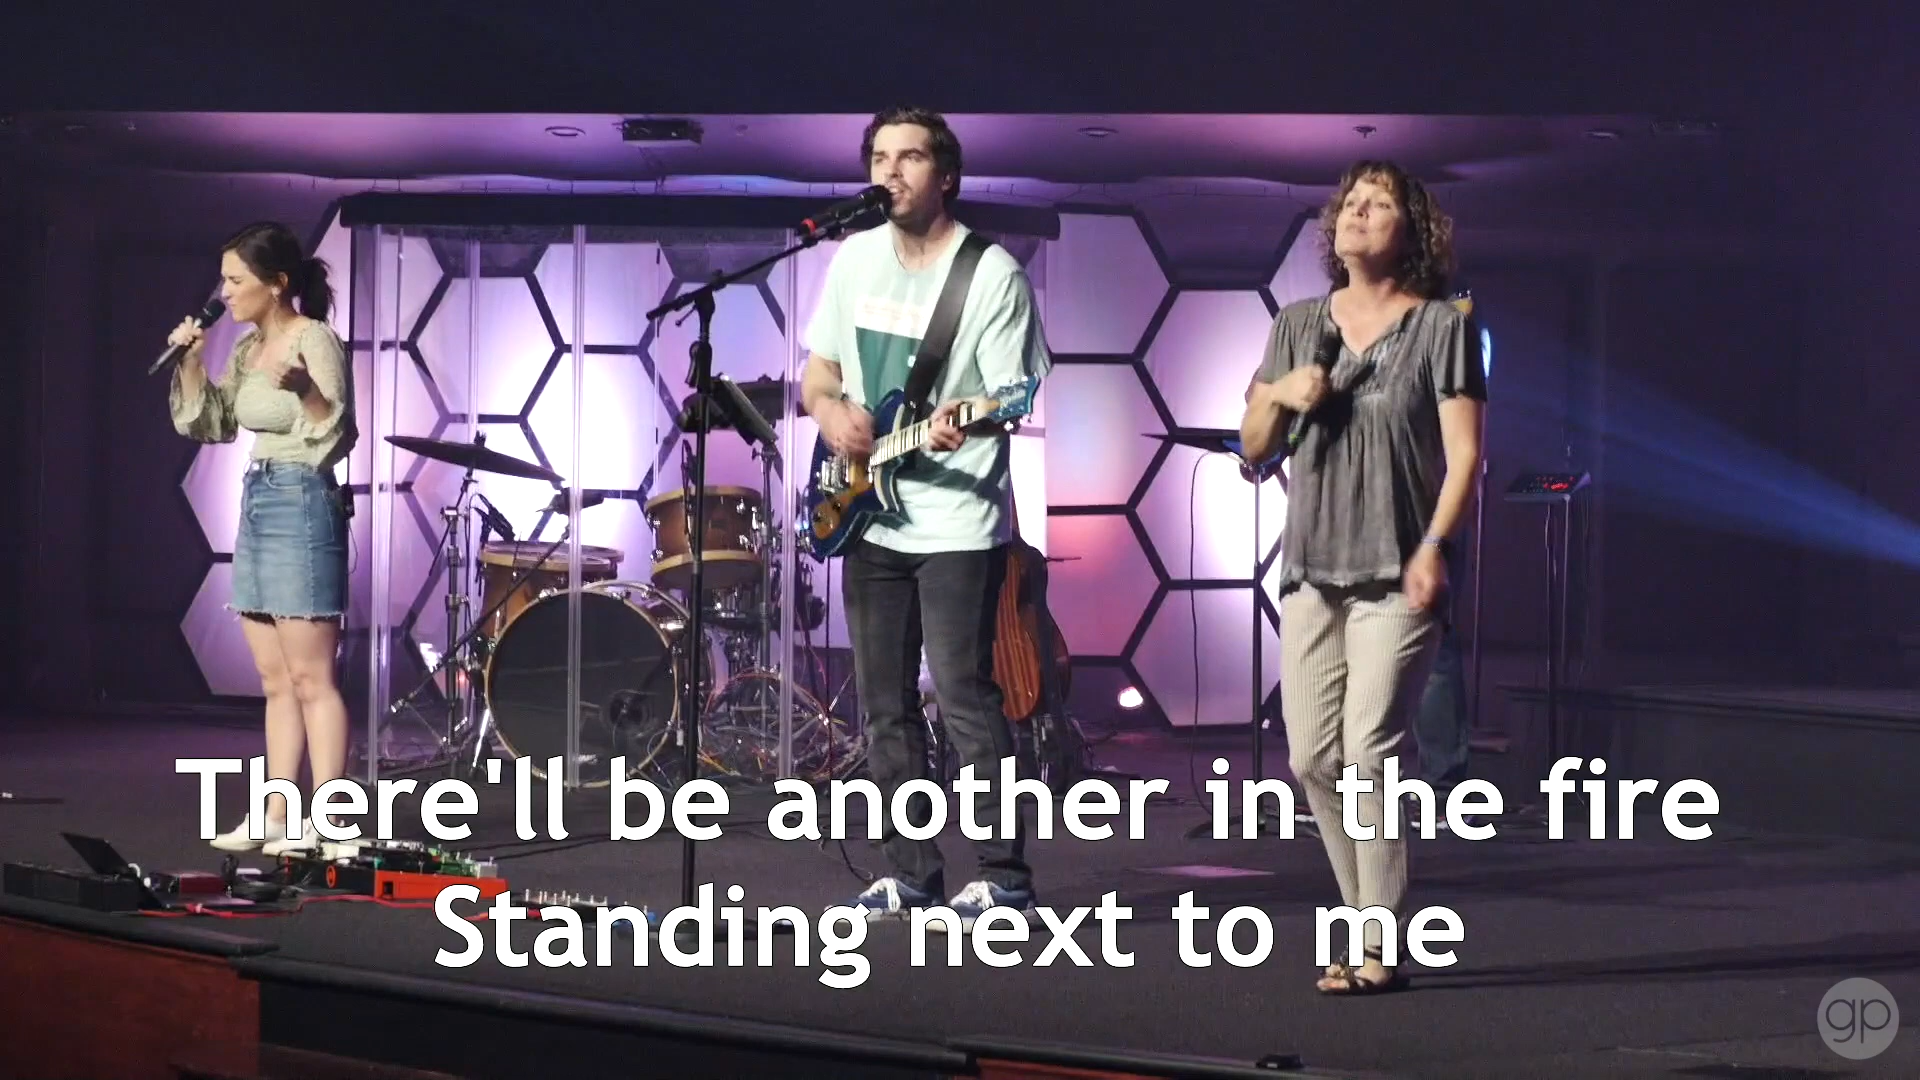 There'll be another in the fire
Standing next to me
gp